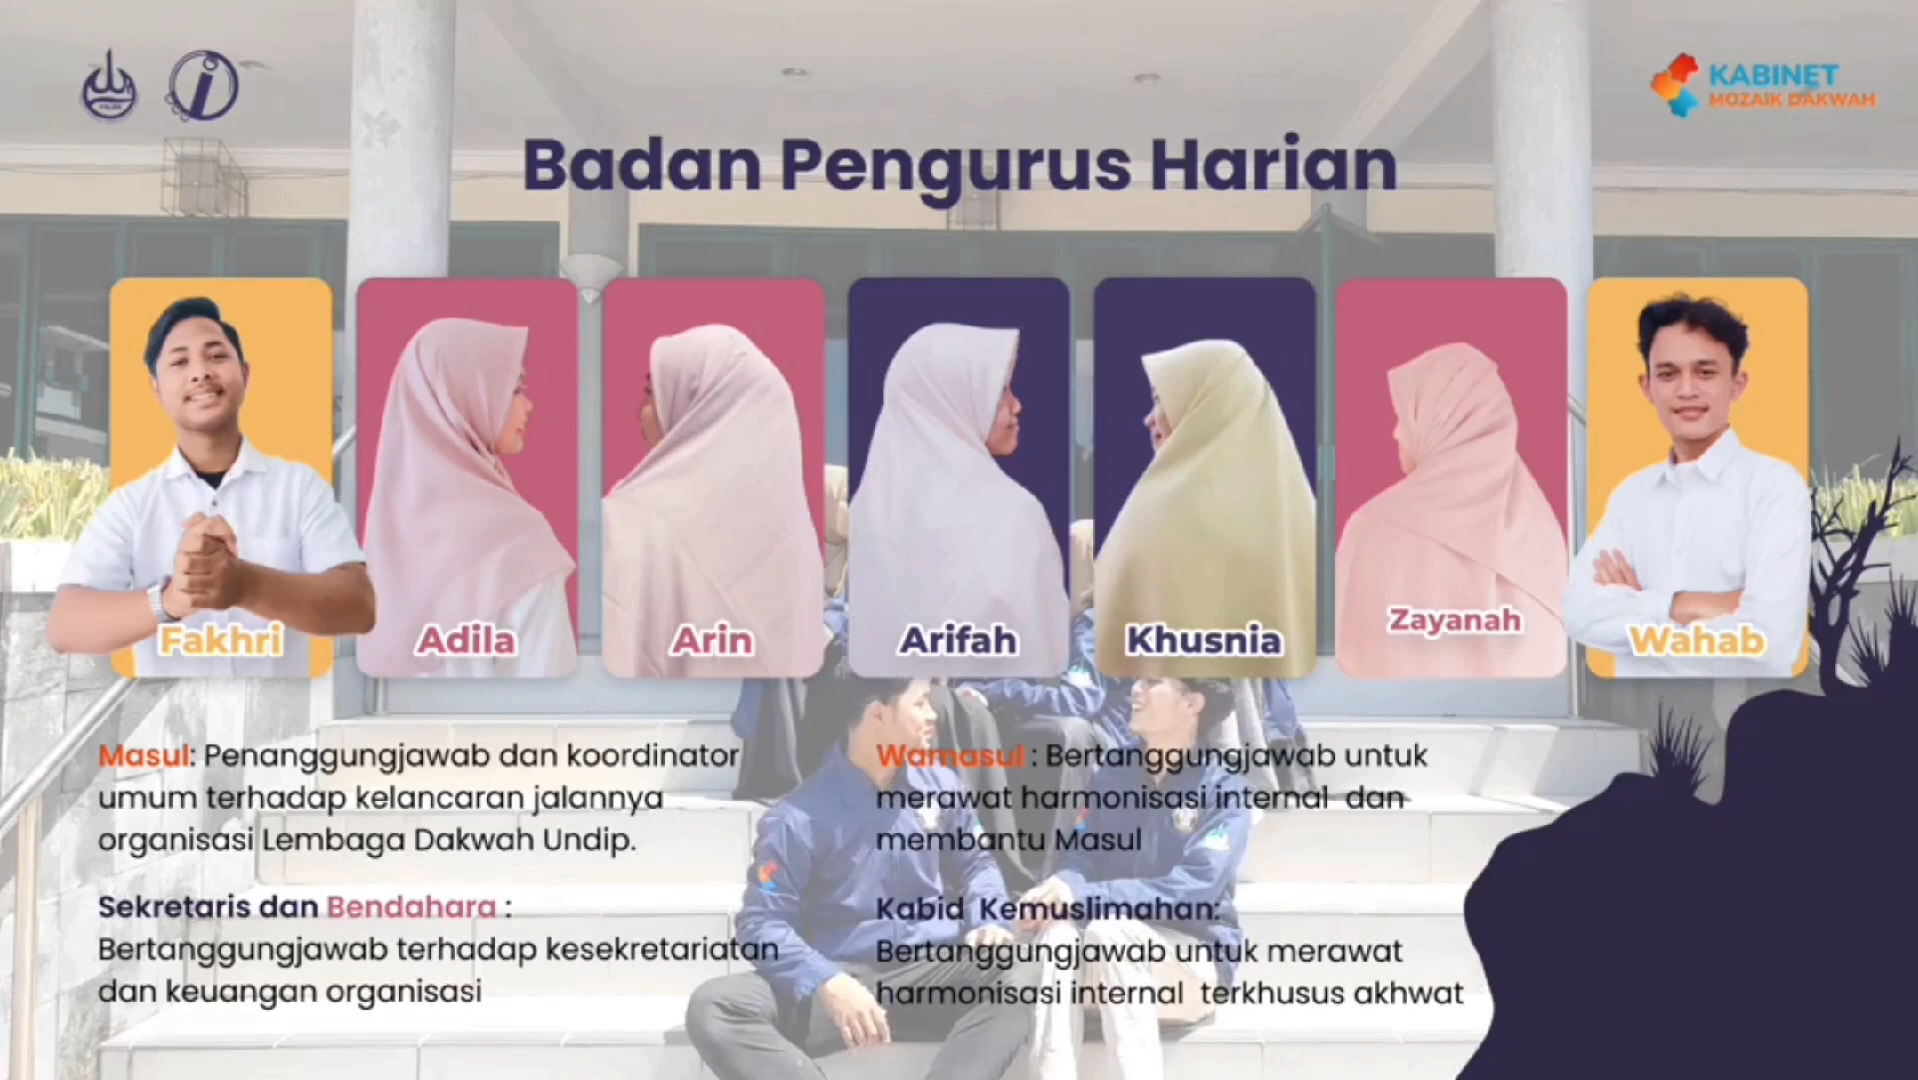 KABINET
MOZAIK DAKWAH
Badan Pengurus Harian
Fakhri
Adila
Arin
Arifah
Khusnia
Zayanah
Wahab
Masul: Penanggungjawab dan koordinator
umum terhadap kelancaran jalannya
organisasi Lembaga Dakwah Undip.
Wamasul : Bertanggungjawab untuk
merawat harmonisasi internal dan
membantu Masul
Sekretaris dan Bendahara :
Bertanggungjawab terhadap kesekretariatan
dan keuangan organisasi
Kabid Kemuslimahan:
Bertanggungjawab untuk merawat
harmonisasi internal terkhusus akhwat